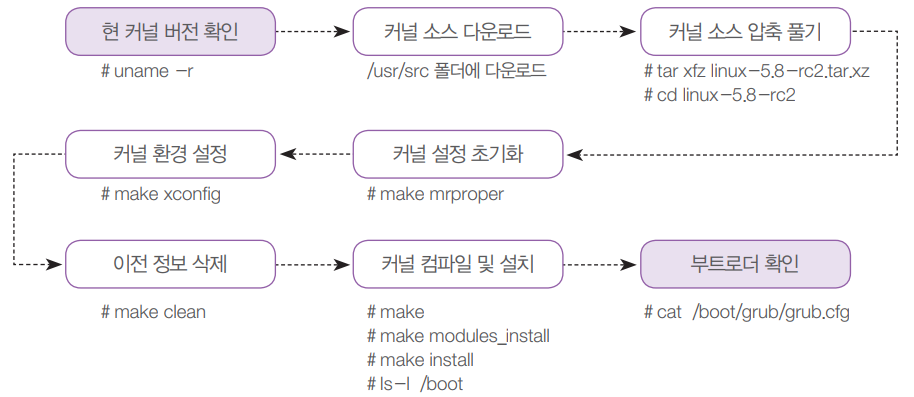 현 커널 버전 확인
# uname -r
커널 소스 다운로드
/usr/src 폴더에 다운로드
커널 소스 압축 풀기
# tar xfz linux-5.8-rc2.tar.xz
# cd linux-5.8-rc2
커널 설정 초기화
# make mrproper
커널 환경 설정
# make xconfig
이전 정보 삭제
# make clean
커널 컴파일 및 설치
# make
# make modules_install
# make install
# ls-l /boot
부트로더 확인
# cat /boot/grub/grub.cfg